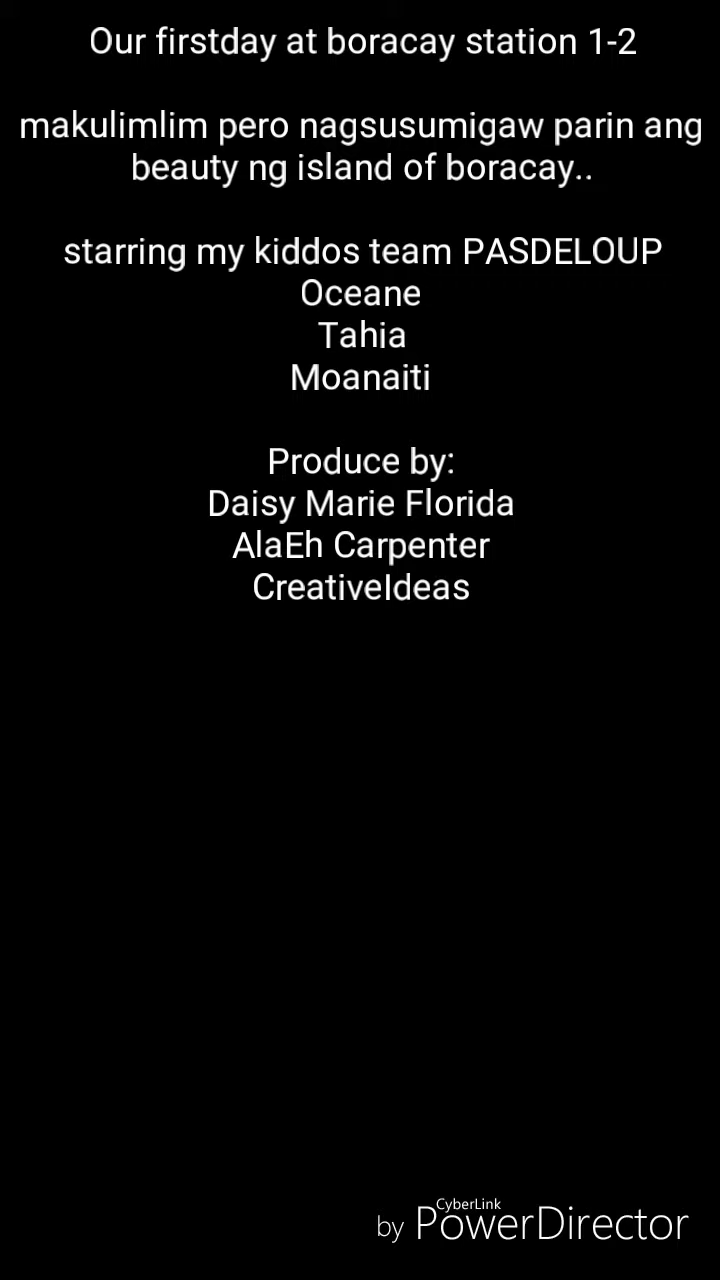 Our firstday at boracay station 1-2
makulimlim pero nagsusumigaw parin ang
beauty ng island of boracay..
starring my kiddos team PASDELOUP
Oceane
Tahia
Moanaiti
Produce by:
Daisy Marie Florida
AlaEh Carpenter
CreativeIdeas
CyberLink
by PowerDirector